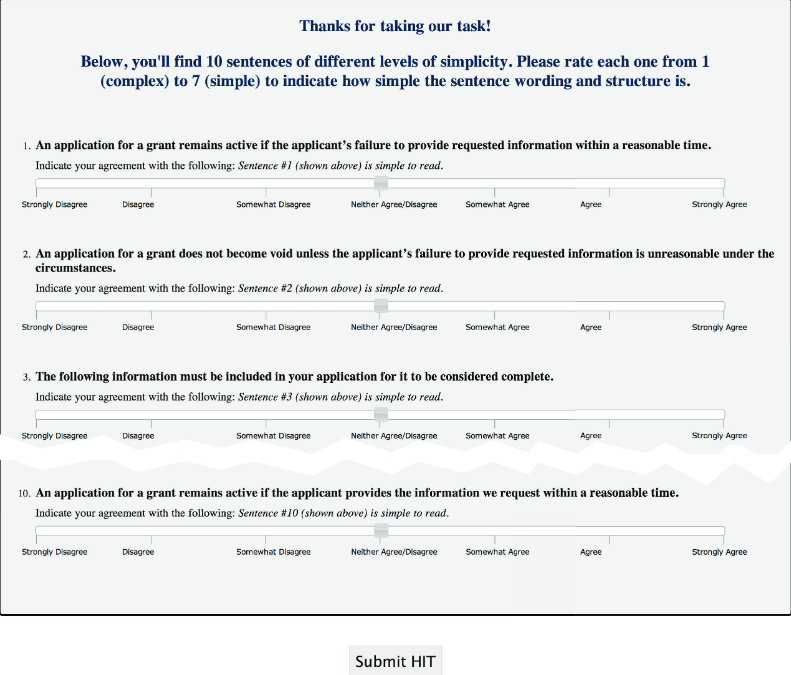 Thanks for taking our task!
Below, you'll find 10 sentences of different levels of simplicity. Please rate each one from 1
(complex) to 7 (simple) to indicate how simple the sentence wording and structure is.
1. An application for a grant remains active if the applicant's failure to provide requested information within a reasonable time.
Indicate your agreement with the following: Sentence #1 (shown above) is simple to read.
Strongly Disagree Disagree Somewhat Disagree Neither Agree/Disagree Somewhat Agree Agree Strongly Agree
2. An application for a grant does not become void unless the applicant's failure to provide requested information is unreasonable under the
circumstances.
Indicate your agreement with the following: Sentence #2 (shown above) is simple to read.
Strongly Disagree Disagree Somewhat Disagree Neither Agree/Disagree Somewhat Agree Agree Strongly Agree
3. The following information must be included in your application for it to be considered complete.
Indicate your agreement with the following: Sentence #3 (shown above) is simple to read.
Strongly Disagree Disagree Somewhat Disagree Neither Agree/Disagree Somewhat Agree Agree Strongly Agree
10. An application for a grant remains active if the applicant provides the information we request within a reasonable time.
Indicate your agreement with the following: Sentence #10 (shown above) is simple to read.
Strongly Disagree Disagree Somewhat Disagree Neither Agree/Disagree Somewhat Agree Agree Strongly Agree
Submit HIT